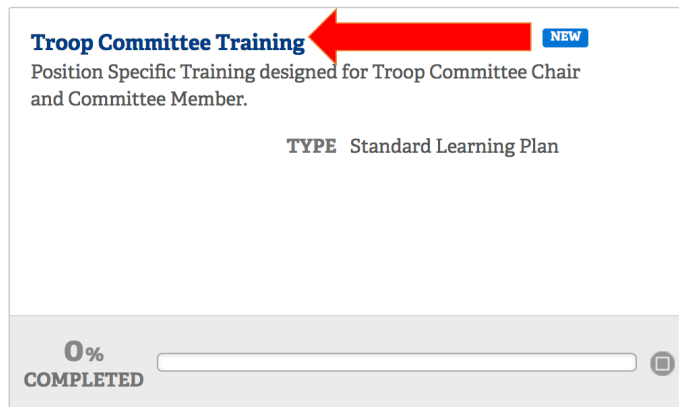 Troop Committee Training
NEW
Position Specific Training designed for Troop Committee Chair
and Committee Member.
TYPE Standard Learning Plan
0%
COMPLETED